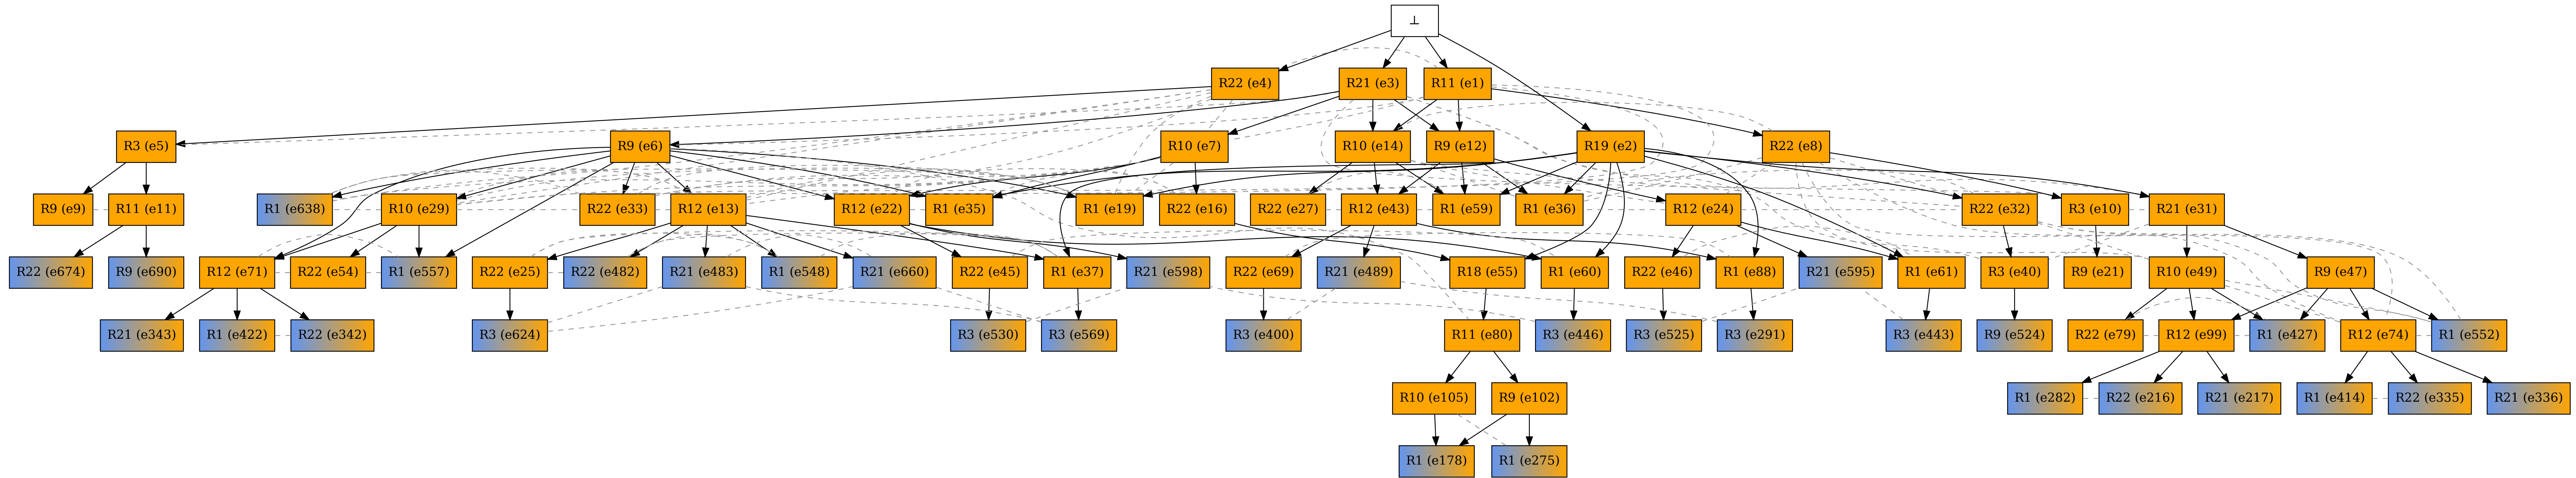 ⊥
R22 (e4)
R21 (e3)
R11 (e1)
R3 (e5)
R9 (e6)
R10 (e7)
R10 (e14)
R9 (e12)
R19 (e2)
R22 (e8)
R9 (e9)
R11 (e11)
R1 (e638)
R10 (e29)
R22 (e33)
R12 (e13)
R12 (e22)
R1 (e35)
R1 (e19)
R22 (e16)
R22 (e27)
R12 (e43)
R1 (e59)
R1 (e36)
R12 (e24)
R22 (e32)
R3 (e10)
R21 (e31)
R22 (e674)
R9 (e690)
R12 (e71)
R22 (e54)
R1 (e557)
R22 (e25)
R22 (e482)
R21 (e483)
R1 (e548)
R21 (e660)
R22 (e45)
R1 (e37)
R21 (e598)
R22 (e69)
R21 (e489)
R18 (e55)
R1 (e60)
R22 (e46)
R1 (e88)
R21 (e595)
R1 (e61)
R3 (e40)
R9 (e21)
R10 (e49)
R9 (e47)
R21 (e343)
R1 (e422)
R22 (e342)
R3 (e624)
R3 (e530)
R3 (e569)
R3 (e400)
R11 (e80)
R3 (e446)
R3 (e525)
R3 (e291)
R3 (e443)
R9 (e524)
R22 (e79)
R12 (e99)
R1 (e427)
R12 (e74)
R1 (e552)
R10 (e105)
R9 (e102)
R1 (e282)
R22 (e216)
R21 (e217)
R1 (e414)
R22 (e335)
R21 (e336)
R1 (e178)
R1 (e275)